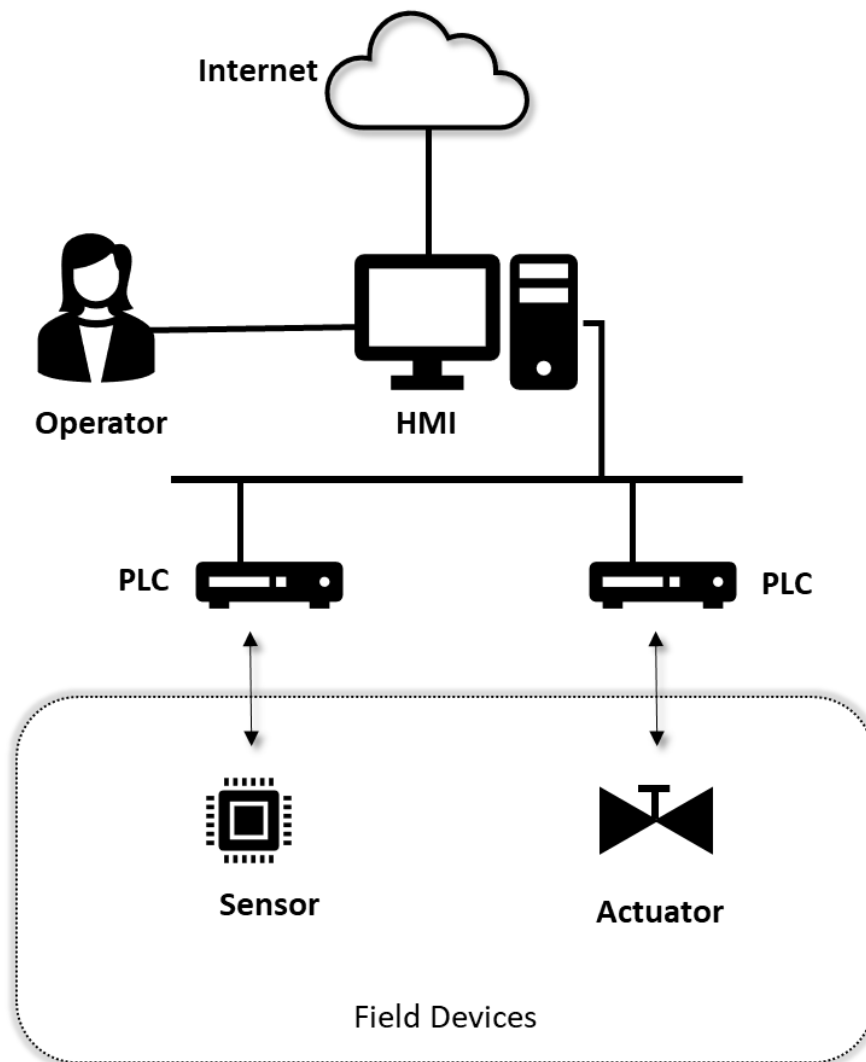 Internet
Operator
HMI
PLC
PLC
Sensor
Actuator
Field Devices